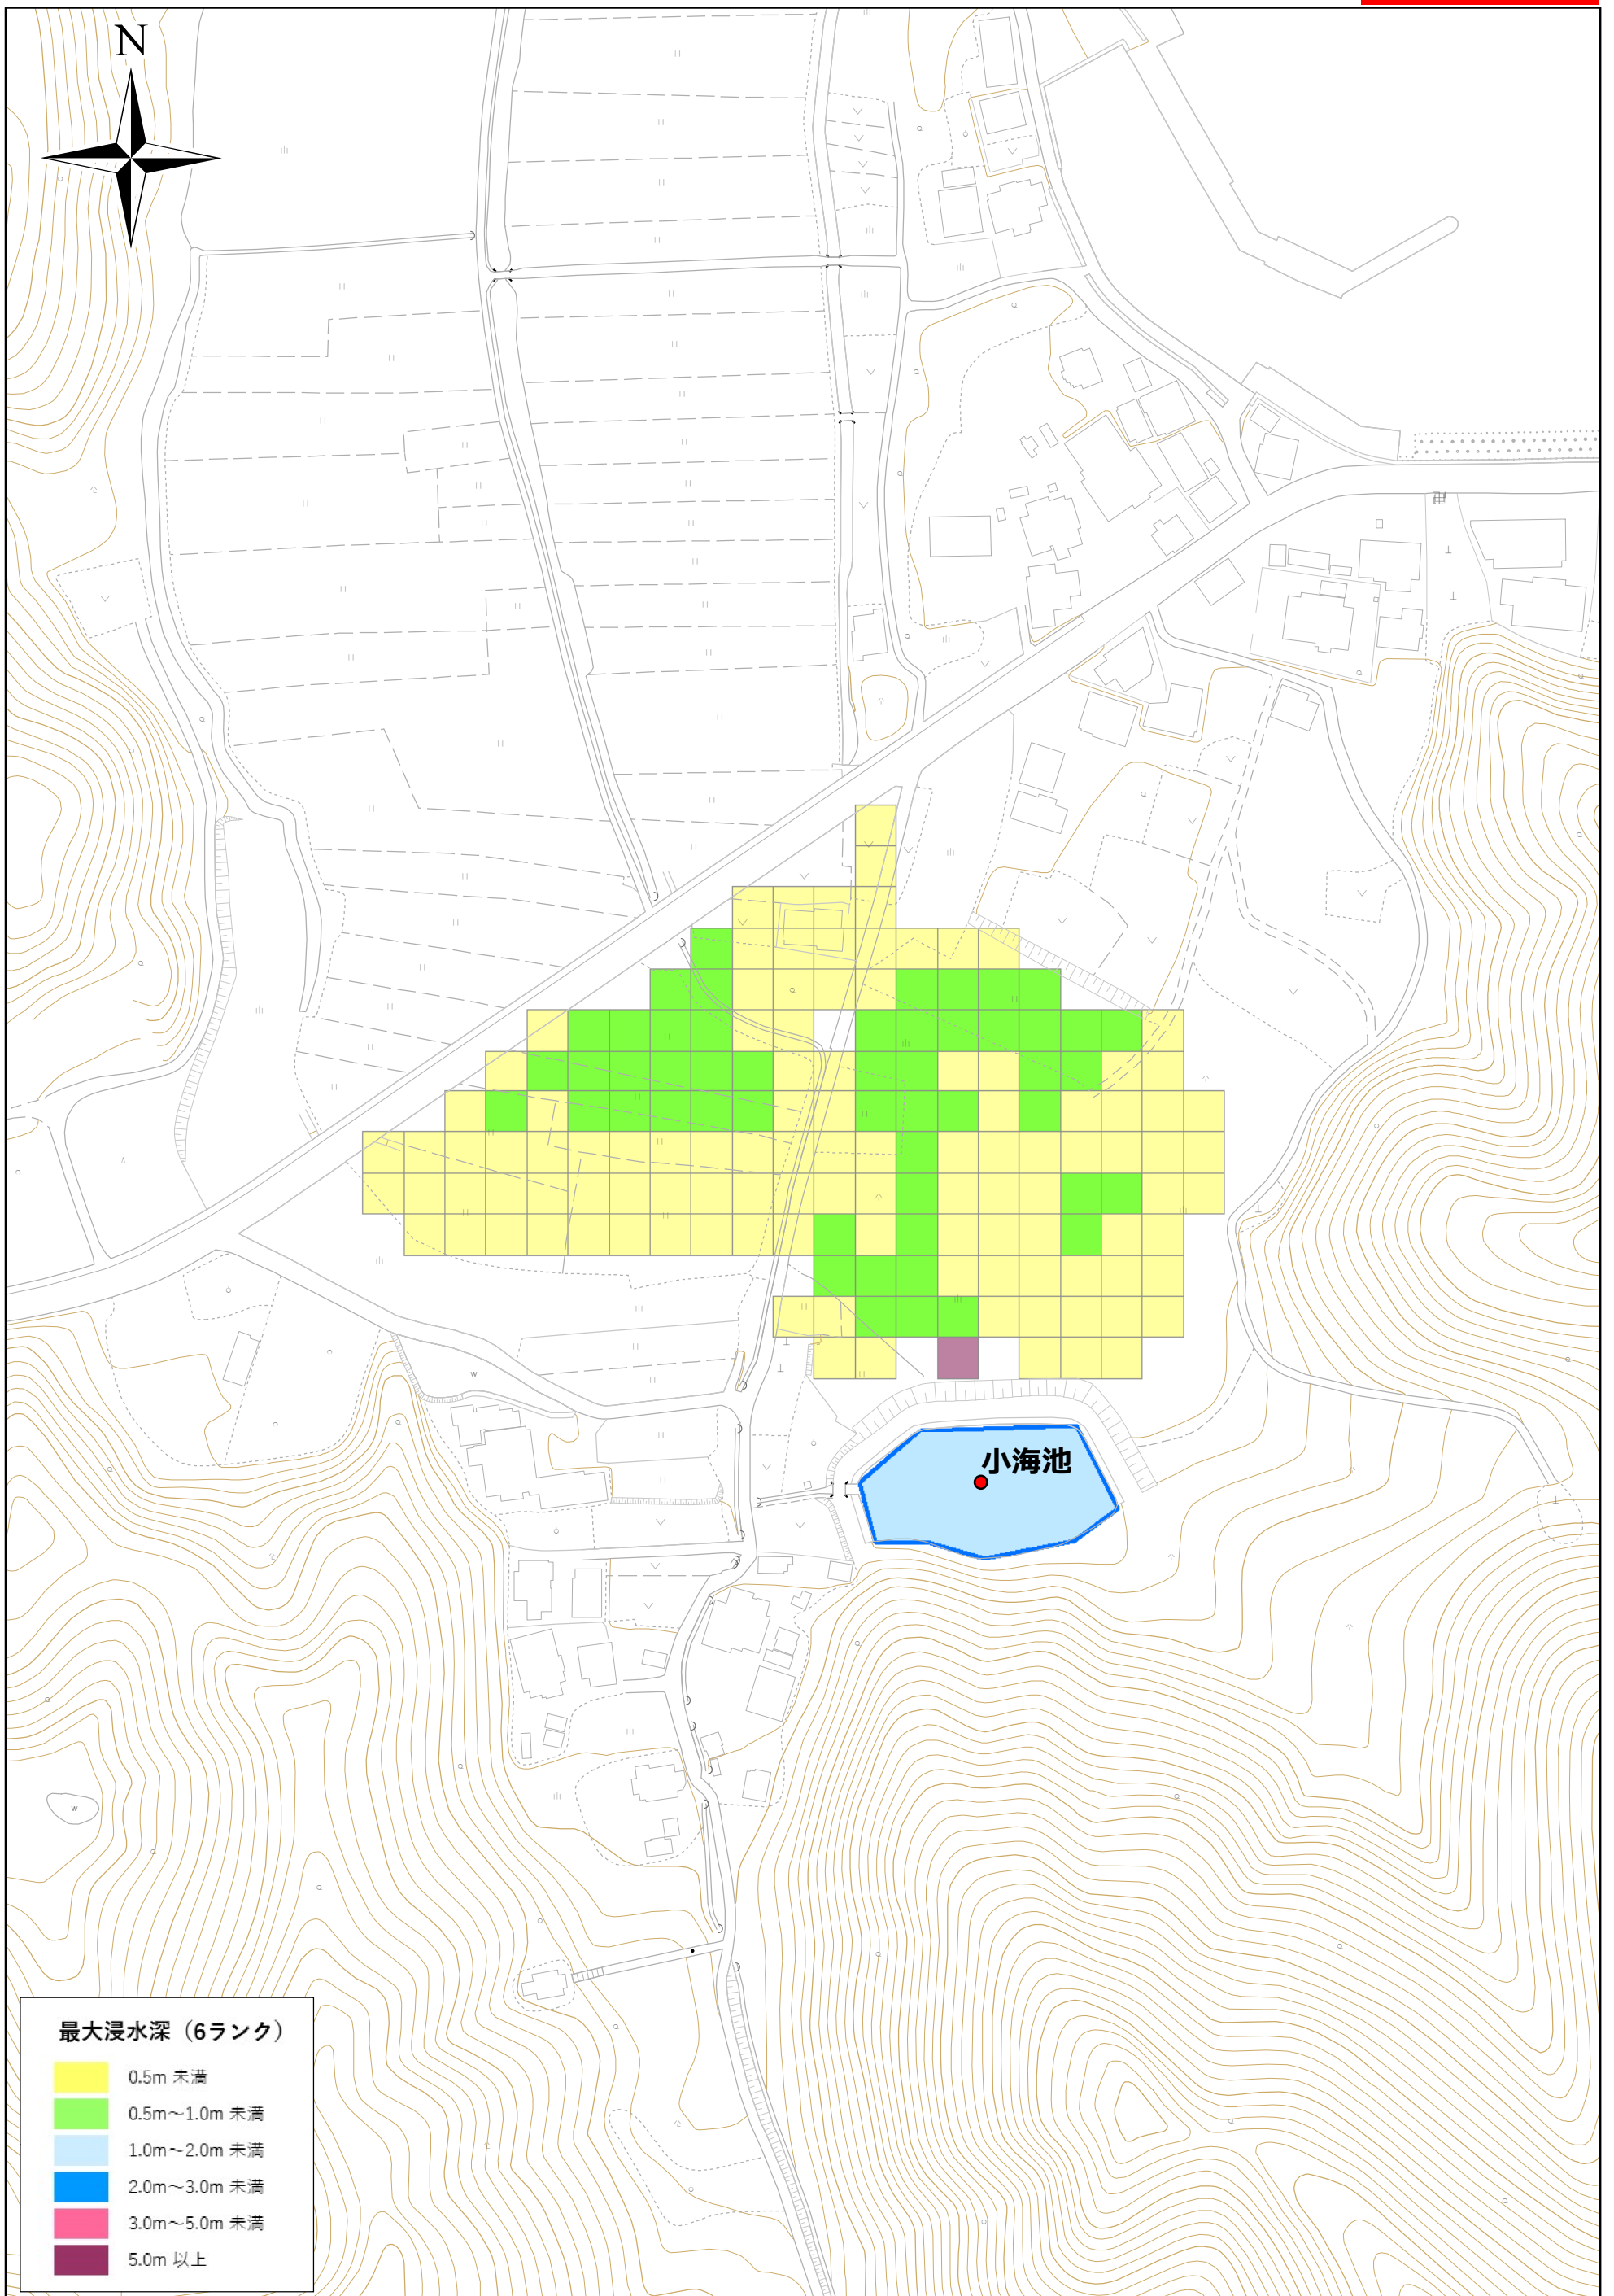 N
小海池
最大浸水深（6ランク）
0.5m 未満
0.5m～1.0m 未満
1.0m～2.0m 未満
2.0m～3.0m 未満
3.0m～5.0m 未満
5.0m 以上